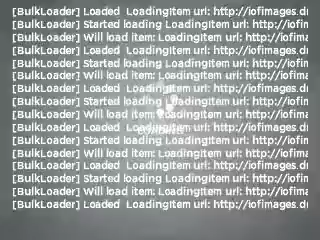 [BulkLoader] Loaded LoadingItem url: http://iofimages.d
[BulkLoader] Started loading LoadingItem url: http://iofin
[BulkLoader] Will load item: LoadingItem url: http://iofima
[BulkLoader] Loaded LoadingItem url: http://iofimages.d
[BulkLoader] Started loading LoadingItem url: http://iofin
[BulkLoader] Will load item: LoadingItem url: http://iofima
[BulkLoader] Loaded LoadingItem url: http://iofimages.d
[BulkLoader] Started loading LoadingItem url: http://iofin
[BulkLoader] Will load item: LoadingItem url: http://iofima
[BulkLoader] Loaded LoadingItem url: http://iofimages.d
[BulkLoader] Started loading LoadingItem url: http://iofin
[BulkLoader] Will load item: LoadingItem url: http://iofima
[BulkLoader] Loaded LoadingItem url: http://iofimages.d
[BulkLoader] Started loading LoadingItem url: http://iofin
[BulkLoader] Will load item: LoadingItem url: http://iofima
[BulkLoader] Loaded LoadingItem url: http://iofimages.d